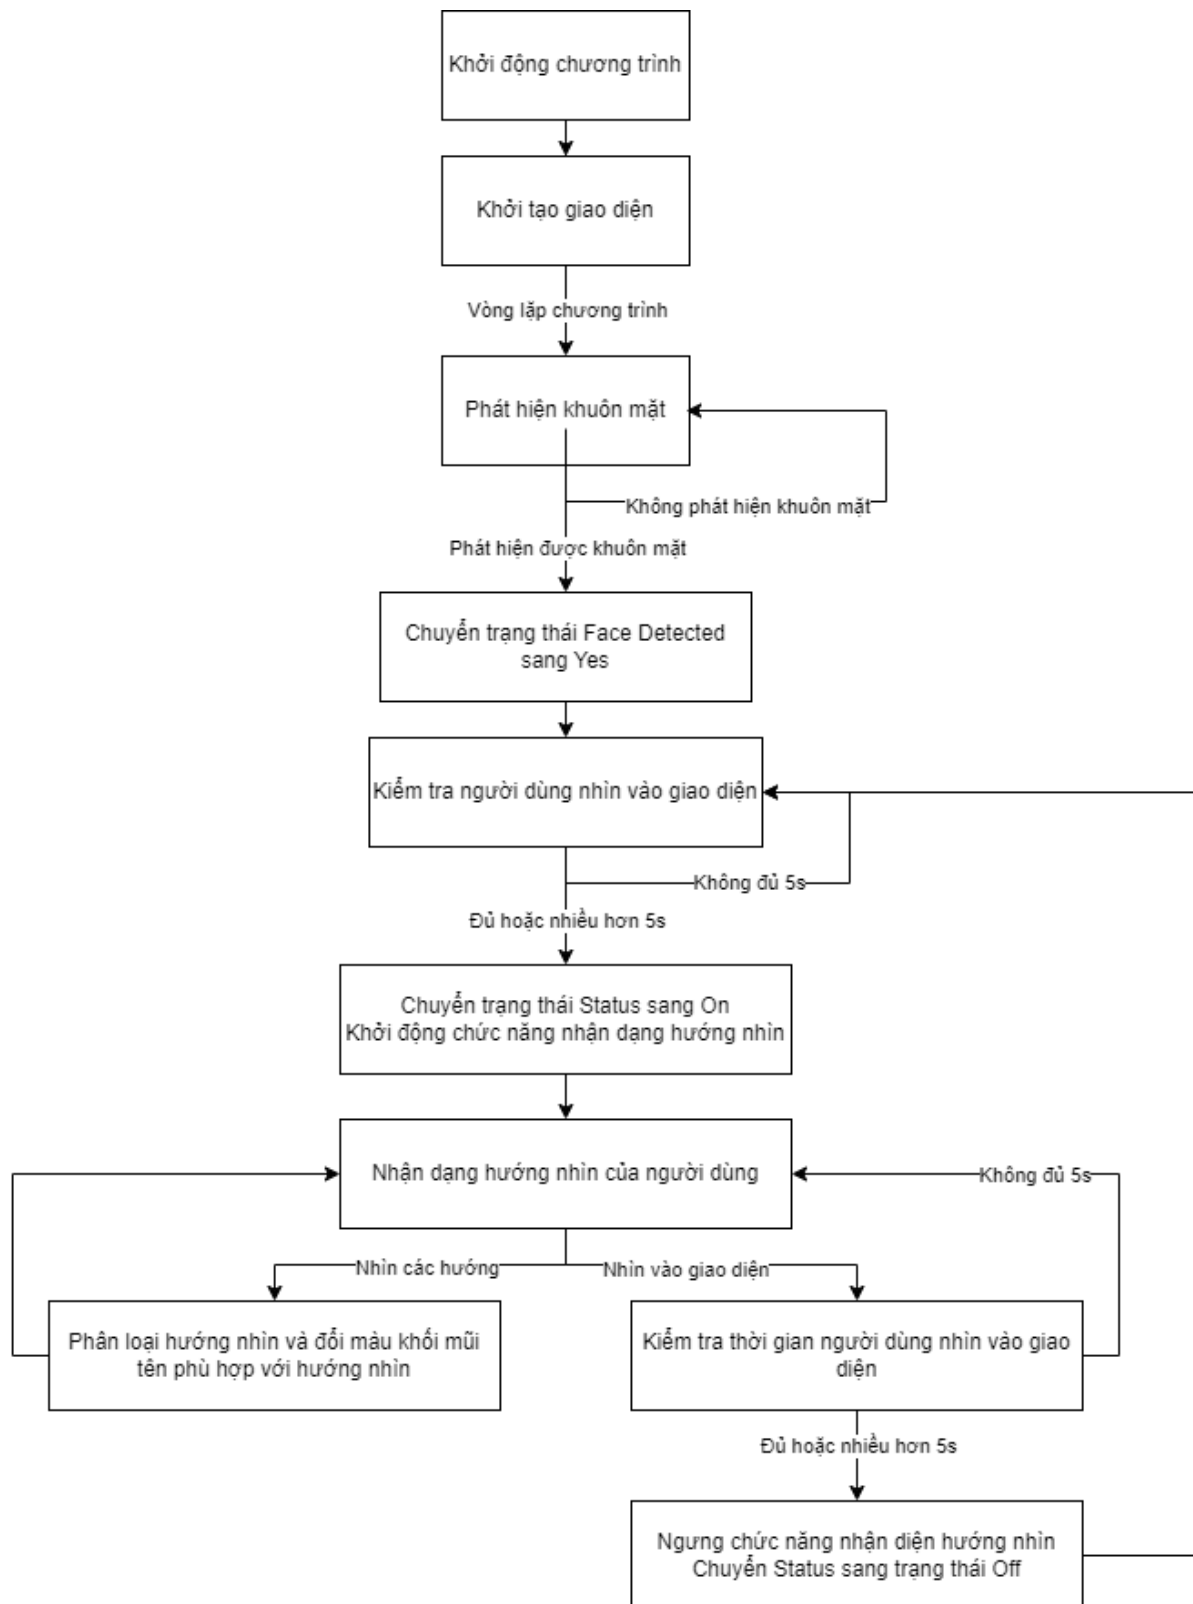 Khởi động chương trình
Khởi tạo giao diện
Vòng lặp chương trình
Phát hiện khuôn mặt
Không phát hiện khuôn mặt
Phát hiện được khuôn mặt
Chuyển trạng thái Face Detected
sang Yes
Kiểm tra người dùng nhìn vào giao diện
Không đủ 5s
Đủ hoặc nhiều hơn 5s
Chuyển trạng thái Status sang On
Khởi động chức năng nhận dạng hướng nhìn
Nhận dạng hướng nhìn của người dùng
Không đủ 5s
Nhìn các hướng
Nhìn vào giao diện
Phân loại hướng nhìn và đổi màu khối mũi
tên phù hợp với hướng nhìn
Kiểm tra thời gian người dùng nhìn vào giao
diện
Đủ hoặc nhiều hơn 5s
Ngưng chức năng nhận diện hướng nhìn
Chuyển Status sang trạng thái Off